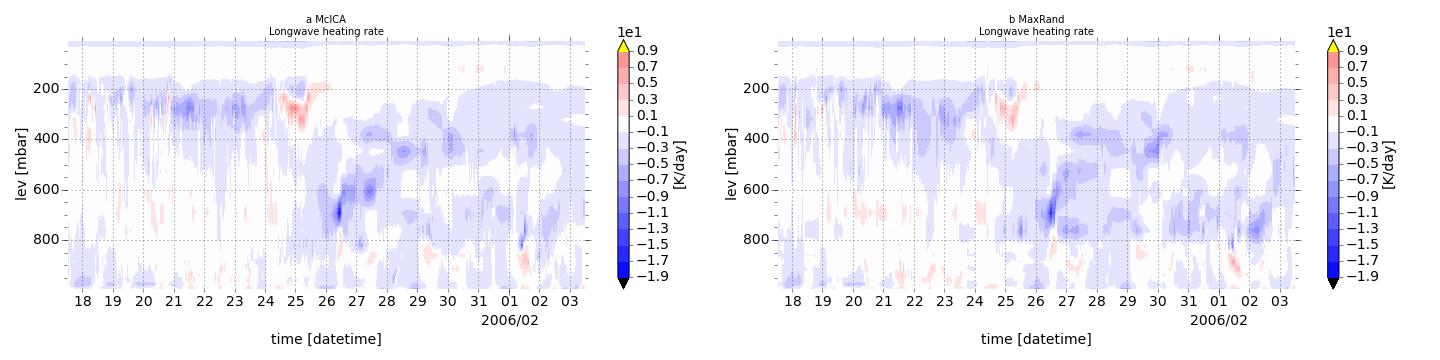 a McICA
Longwave heating rate
lev [mbar]
200
400
600
800
18 19 20 21 22 23 24 25 26 27 28 29 30 31 01 02 03
2006/02
time [datetime]
1e1
0.9
0.7
0.5
0.3
0.1
−0.1
−0.3
−0.5
−0.7
−0.9
−1.1
−1.3
−1.5
−1.7
−1.9
[K/day]
b MaxRand
Longwave heating rate
lev [mbar]
200
400
600
800
18 19 20 21 22 23 24 25 26 27 28 29 30 31 01 02 03
2006/02
time [datetime]
1e1
0.9
0.7
0.5
0.3
0.1
−0.1
−0.3
−0.5
−0.7
−0.9
−1.1
−1.3
−1.5
−1.7
−1.9
[K/day]